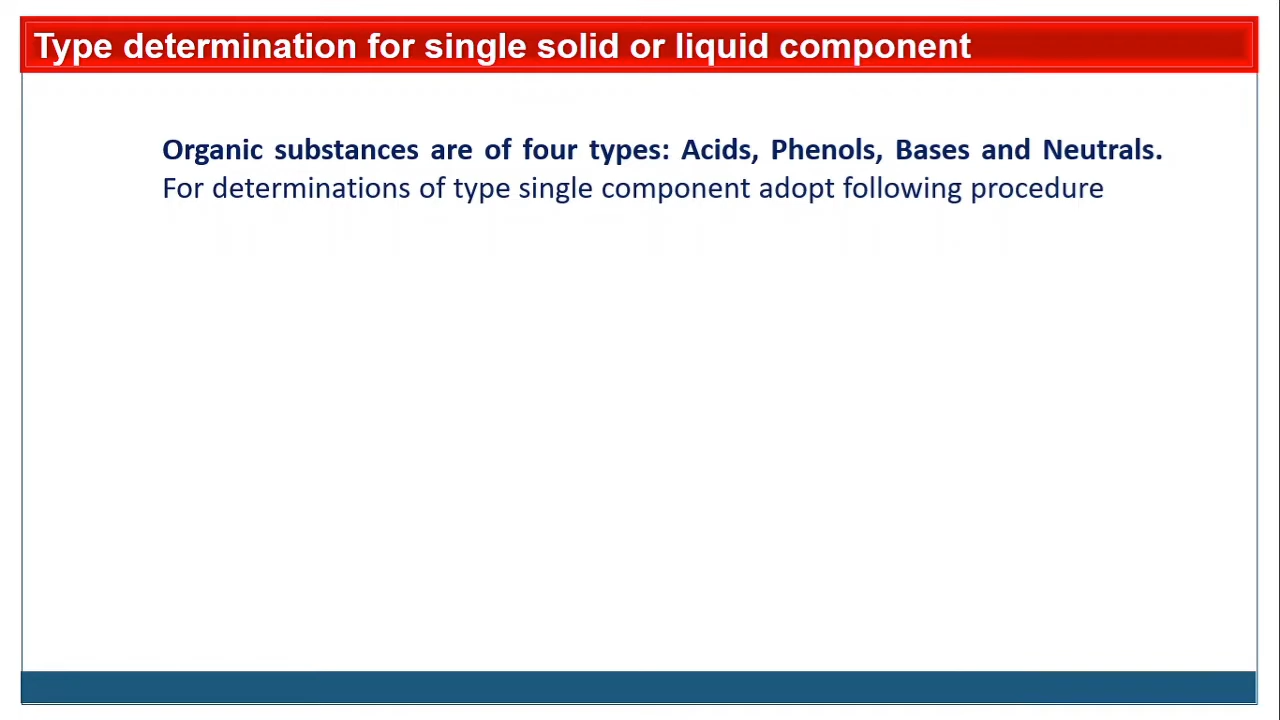 Type determination for single solid or liquid component
Organic substances are of four types: Acids, Phenols, Bases and Neutrals.
For determinations of type single component adopt following procedure